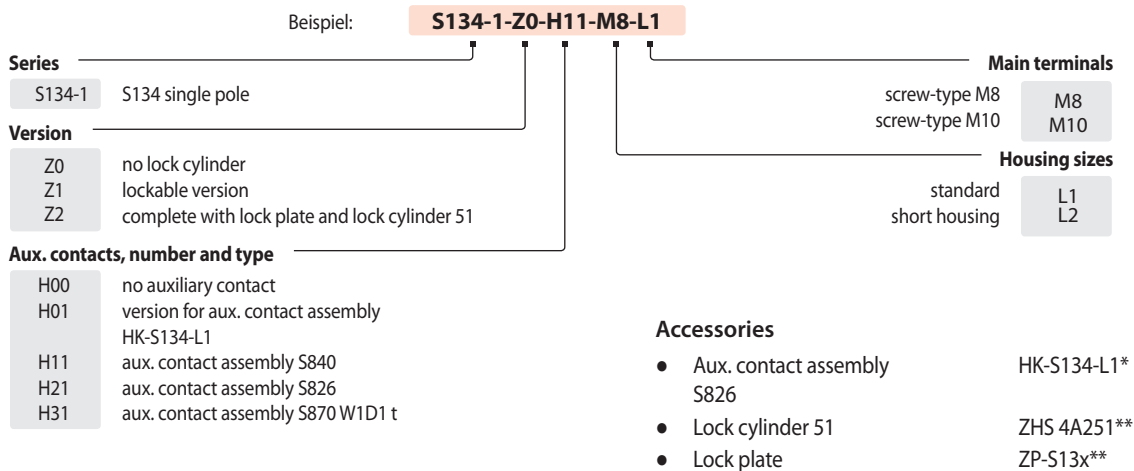 Beispiel: S134-1-Z0-H11-M8-L1
Series
S134-1 S134 single pole
Version
Z0 no lock cylinder
Z1 lockable version
Z2 complete with lock plate and lock cylinder 51
Aux. contacts, number and type
H00 no auxiliary contact
H01 version for aux. contact assembly
HK-S134-L1
H11 aux. contact assembly S840
H21 aux. contact assembly S826
H31 aux. contact assembly S870 W1D1 t
Main terminals
screw-type M8 M8
screw-type M10 M10
Housing sizes
standard L1
short housing L2
Accessories
● Aux. contact assembly HK-S134-L1*
S826
● Lock cylinder 51 ZHS 4A251**
● Lock plate ZP-S13x**